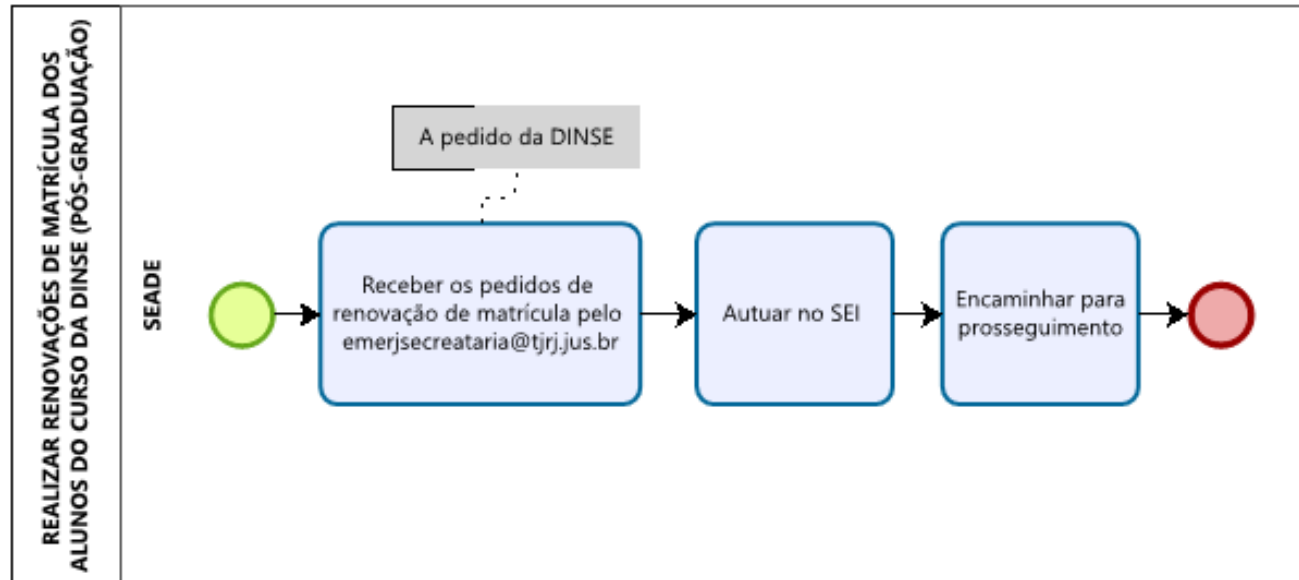 REALIZAR RENOVAÇÕES DE MATRÍCULA DOS
ALUNOS DO CURSO DA DINSE (PÓS-GRADUAÇÃO)
SEADE
A pedido da DINSE
Receber os pedidos de
renovação de matrícula pelo
emerjsecreataria@tjrj.jus.br
Autuar no SEI
Encaminhar para
prosseguimento